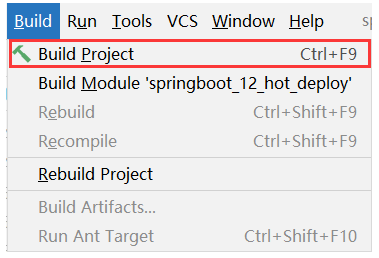 Build Run Tools VCS Window Help
Build Project Ctrl+F9
Build Module 'springboot_12_hot_deploy'
Rebuild Ctrl+Shift+F9
Recompile Ctrl+Shift+F9
Rebuild Project
Build Artifacts...
Run Ant Target Ctrl+Shift+F10